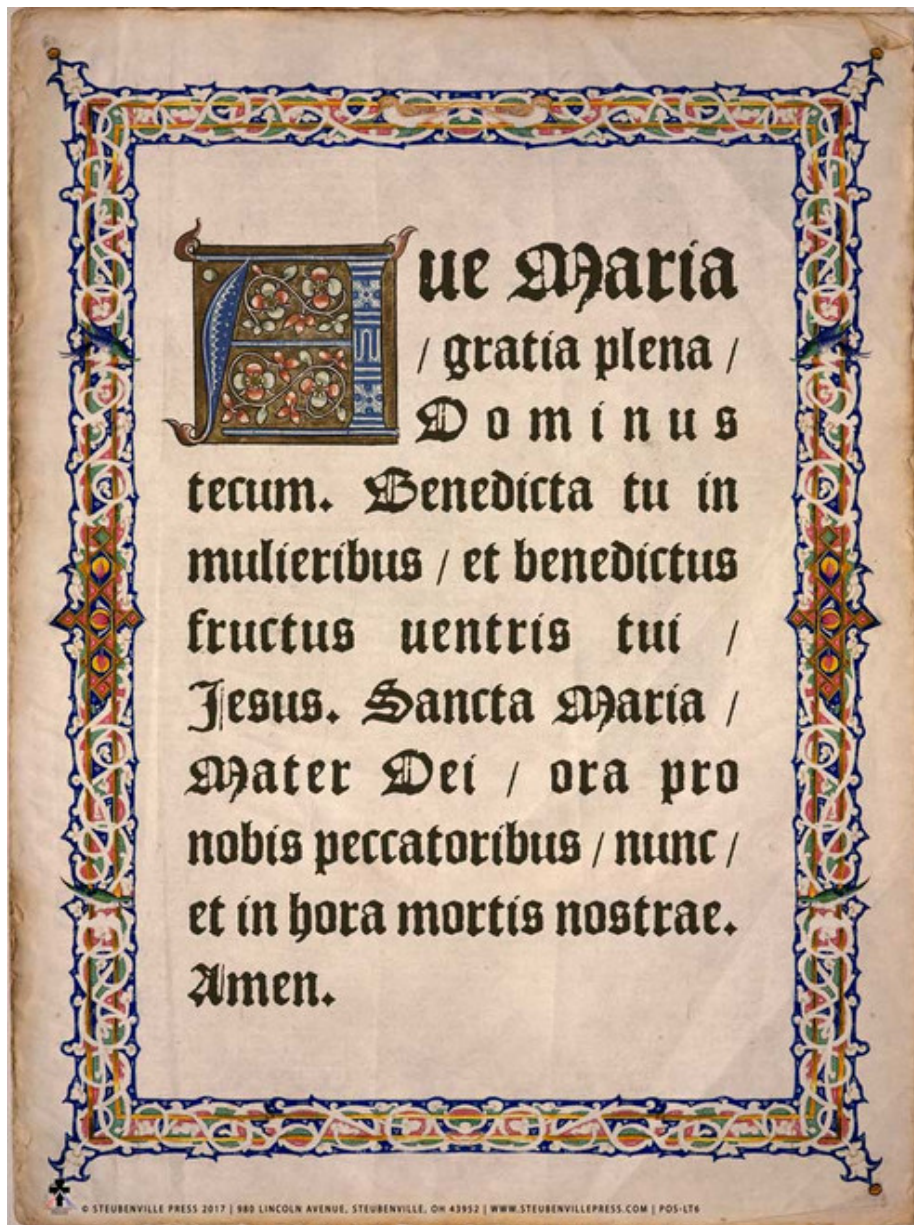 Aue Maria
/ gratia plena /
Dominus
tecum. Benedicta tu in
mulieribus / et benedictus
fructus uentris tui /
Jesus. Sancta Maria /
Mater Dei / ora pro
nobis peccatoribus / nunc /
et in hora mortis nostrae.
Amen.
© STEUBENVILLE PRESS 2017 | 980 LINCOLN AVENUE, STEUBENVILLE, OH 43952 | WWW.STEUBENVILLEPRESS.COM | POS-LT6